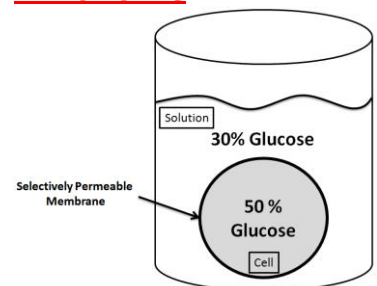 Solution
30% Glucose
Selectively Permeable
Membrane
50 %
Glucose
Cell